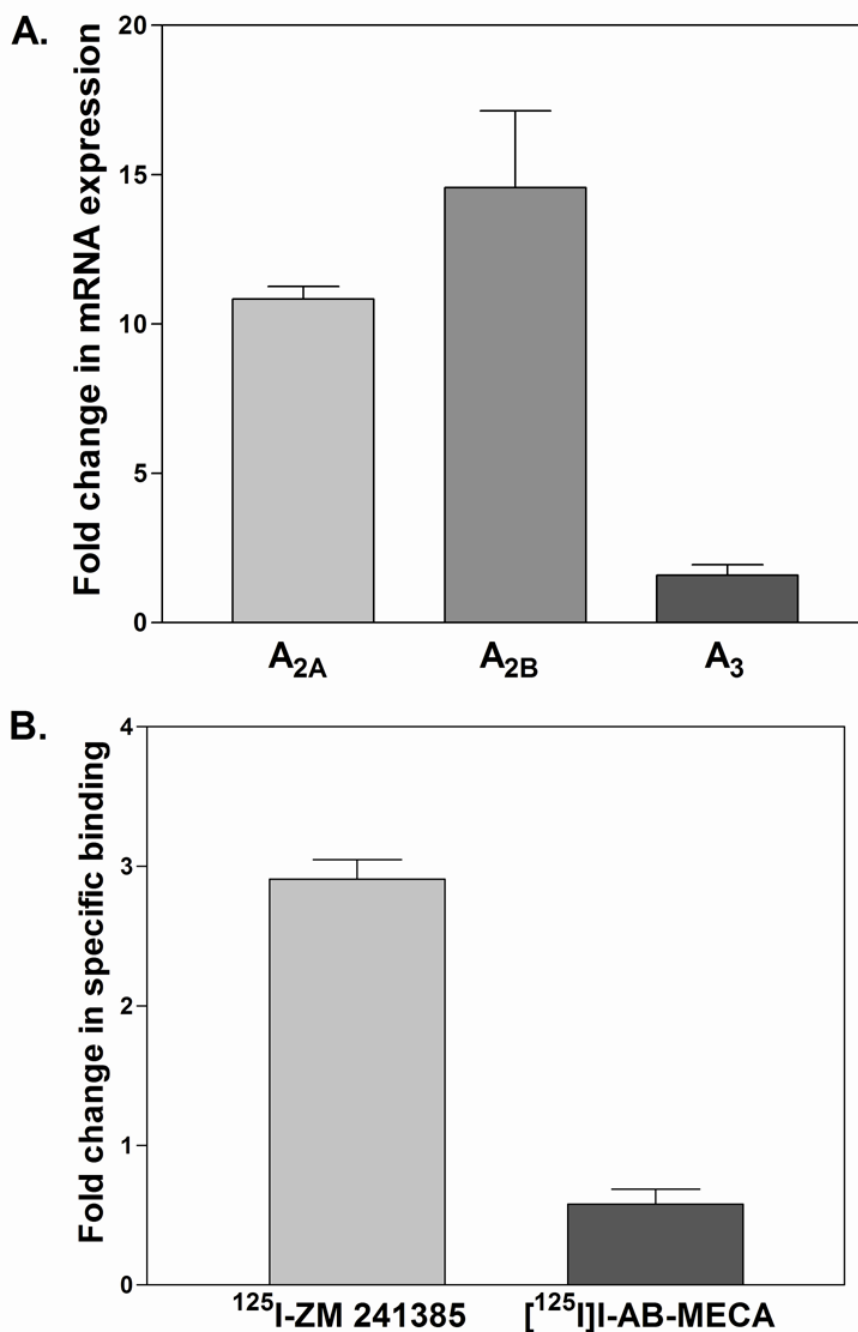 A.
Fold change in mRNA expression
20
15
10
5
0
A2A
A2B
A3
B.
Fold change in specific binding
4
3
2
1
0
125I-ZM 241385
[125I]I-AB-MECA